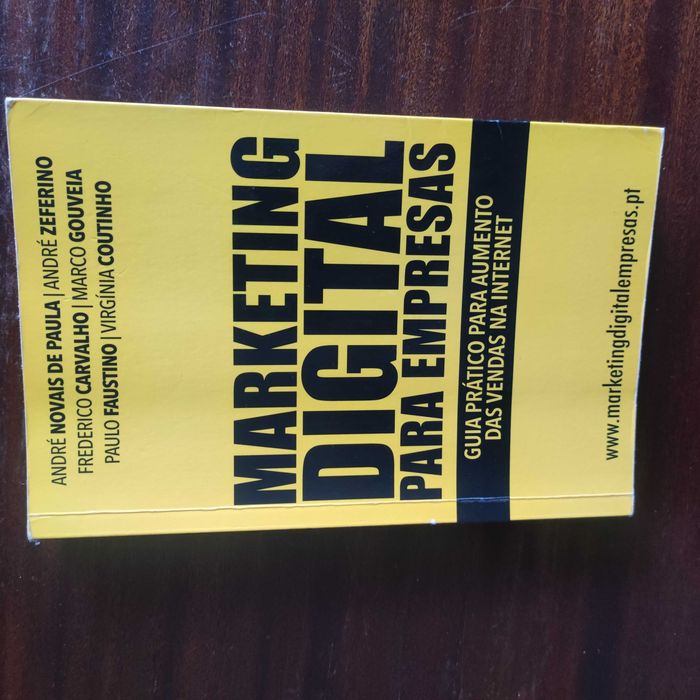 ANDRÉ NOVAIS DE PAULA | ANDRÉ ZEFERINO
FREDERICO CARVALHO | MARCO GOUVEIA
PAULO FAUSTINO | VIRGÍNIA COUTINHO
MARKETING
DIGITAL
PARA EMPRESAS
GUIA PRÁTICO PARA AUMENTO
DAS VENDAS NA INTERNET
www.marketingdigitalempresas.pt